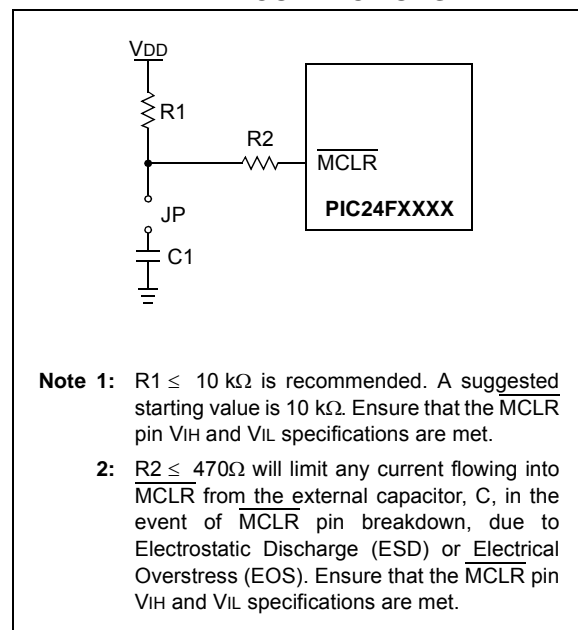 VDD
R1
R2
MCLR
JP
PIC24FXXXX
C1
Note 1: R1 ≤ 10 kΩ is recommended. A suggested
starting value is 10 kΩ. Ensure that the MCLR
pin VIH and VIL specifications are met.
2: R2 ≤ 470Ω will limit any current flowing into
MCLR from the external capacitor, C, in the
event of MCLR pin breakdown, due to
Electrostatic Discharge (ESD) or Electrical
Overstress (EOS). Ensure that the MCLR pin
VIH and VIL specifications are met.